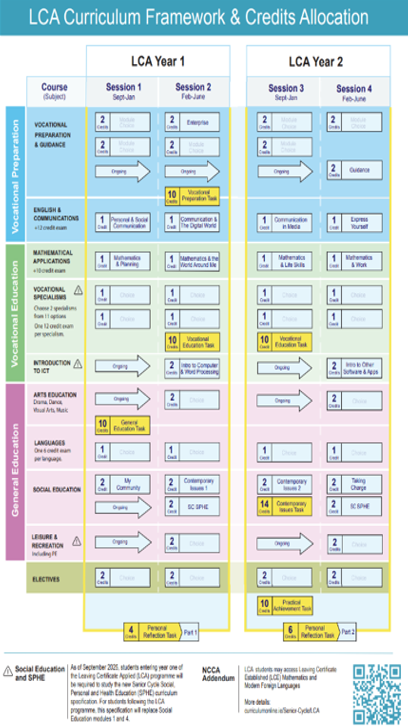 LCA Curriculum Framework & Credits Allocation
LCA Year 1
LCA Year 2
Course
(Subject)
Session 1
Sept-Jan
Session 2
Feb-June
Session 3
Sept-Jan
Session 4
Feb-June
Vocational Preparation
VOCATIONAL
PREPARATION
& GUIDANCE
2 Credits Module Choice
2 Credits Enterprise
2 Credits Module Choice
2 Credits Module Choice
2 Credits Module Choice
2 Credits Module Choice
2 Credits Module Choice
Ongoing
Ongoing
Ongoing
2 Credits Guidance
10 Credits Vocational Preparation Task
ENGLISH &
COMMUNICATIONS
+12 credit exam
1 Credit Personal & Social Communication
1 Credit Communication & The Digital World
1 Credit Communication in Media
1 Credit Express Yourself
Vocational Education
MATHEMATICAL
APPLICATIONS
+10 credit exam
1 Credit Mathematics & Planning
1 Credit Mathematics & the World Around Me
1 Credit Mathematics & Life Skills
1 Credit Mathematics & Work
VOCATIONAL
SPECIALISMS
Choose 2 specialisms
from 11 options
One 12 credit exam
per specialism.
1 Credit Choice
1 Credit Choice
1 Credit Choice
1 Credit Choice
1 Credit Choice
1 Credit Choice
1 Credit Choice
1 Credit Choice
10 Credits Vocational Education Task
10 Credits Vocational Education Task
INTRODUCTION
TO ICT
Ongoing
2 Credits Intro to Computer & Word Processing
Ongoing
2 Credits Intro to Other Software & Apps
General Education
ARTS EDUCATION
Drama, Dance,
Visual Arts, Music.
Ongoing
2 Credits Choice
Ongoing
2 Credits Choice
10 Credits General Education Task
LANGUAGES
One 6 credit exam
per language.
1 Credit Choice
1 Credit Choice
1 Credit Choice
1 Credit Choice
SOCIAL EDUCATION
2 Credits My Community
2 Credits Contemporary Issues 1
2 Credits Contemporary Issues 2
2 Credits Taking Charge
Ongoing
2 Credits SC SPHE
14 Credits Contemporary Issues Task
2 Credits SC SPHE
LEISURE &
RECREATION
Including PE
Ongoing
2 Credits Choice
Ongoing
2 Credits Choice
ELECTIVES
2 Credits Choice
2 Credits Choice
2 Credits Choice
2 Credits Choice
10 Credits Practical Achievement Task
4 Credits Personal Reflection Task Part 1
6 Credits Personal Reflection Task Part 2
Social Education
and SPHE
As of September 2025, students entering year one of
the Leaving Certificate Applied (LCA) programme
will be required to study the new Senior Cycle Social,
Personal and Health Education (SPHE) curriculum
specification. For students following the LCA
programme, this specification will replace Social
Education modules 1 and 4.
NCCA
Addendum
LCA students may access Leaving Certificate
Established (LCE) Mathematics and
Modern Foreign Languages
More details:
curriculumonline.ie/Senior-Cycle/LCA